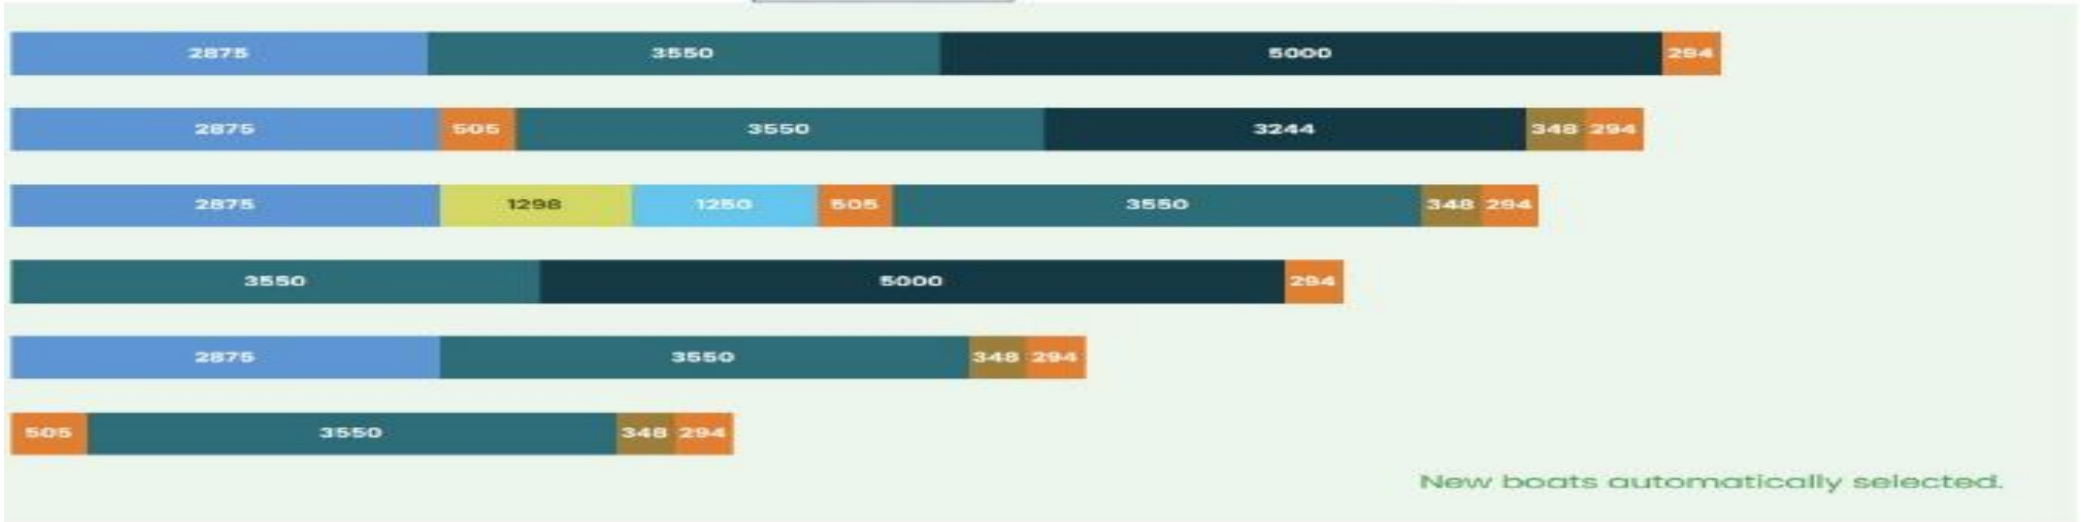 2875 3550 5000 294
2875 505 3550 3244 348 294
2875 1298 1250 505 3550 348 294
3550 5000 294
2875 3550 348 294
505 3550 348 294
New boats automatically selected.